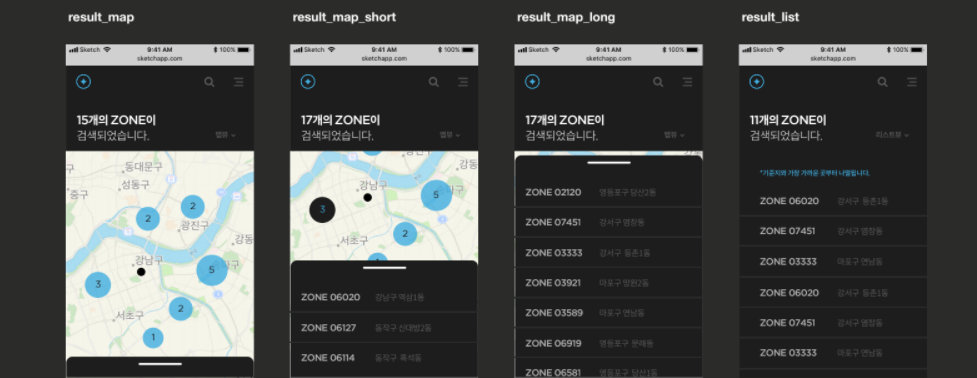 result_map
Sketch
9:41 AM
100%
sketchapp.com
15개의 ZONE이
검색되었습니다.
맵뷰
동대문구
성동구
중구
2
2
광진구
강동
강남구
5
3
2
서초구
1
result_map_short
Sketch
9:41 AM
100%
sketchapp.com
17개의 ZONE이
검색되었습니다.
맵뷰
강동
강남구
5
3
2
서초구
ZONE 06020 강남구 역삼1동
ZONE 06127 동작구 신대방2동
ZONE 06114 동작구 흑석동
result_map_long
Sketch
9:41 AM
100%
sketchapp.com
17개의 ZONE이
검색되었습니다.
맵뷰
ZONE 02120 영등포구 당산2동
ZONE 07451 강서구 염창동
ZONE 03333 강서구 등촌1동
ZONE 03921 마포구 망원2동
ZONE 03589 마포구 연남동
ZONE 06919 영등포구 문래동
ZONE 06581 영등포구 당산1동
result_list
Sketch
9:41 AM
100%
sketchapp.com
11개의 ZONE이
검색되었습니다.
리스트뷰
*기준지와 가장 가까운 곳부터 나열됩니다.
ZONE 06020 강서구 등촌1동
ZONE 07451 강서구 염창동
ZONE 03333 마포구 연남동
ZONE 06020 강서구 등촌1동
ZONE 07451 강서구 염창동
ZONE 03333 마포구 연남동